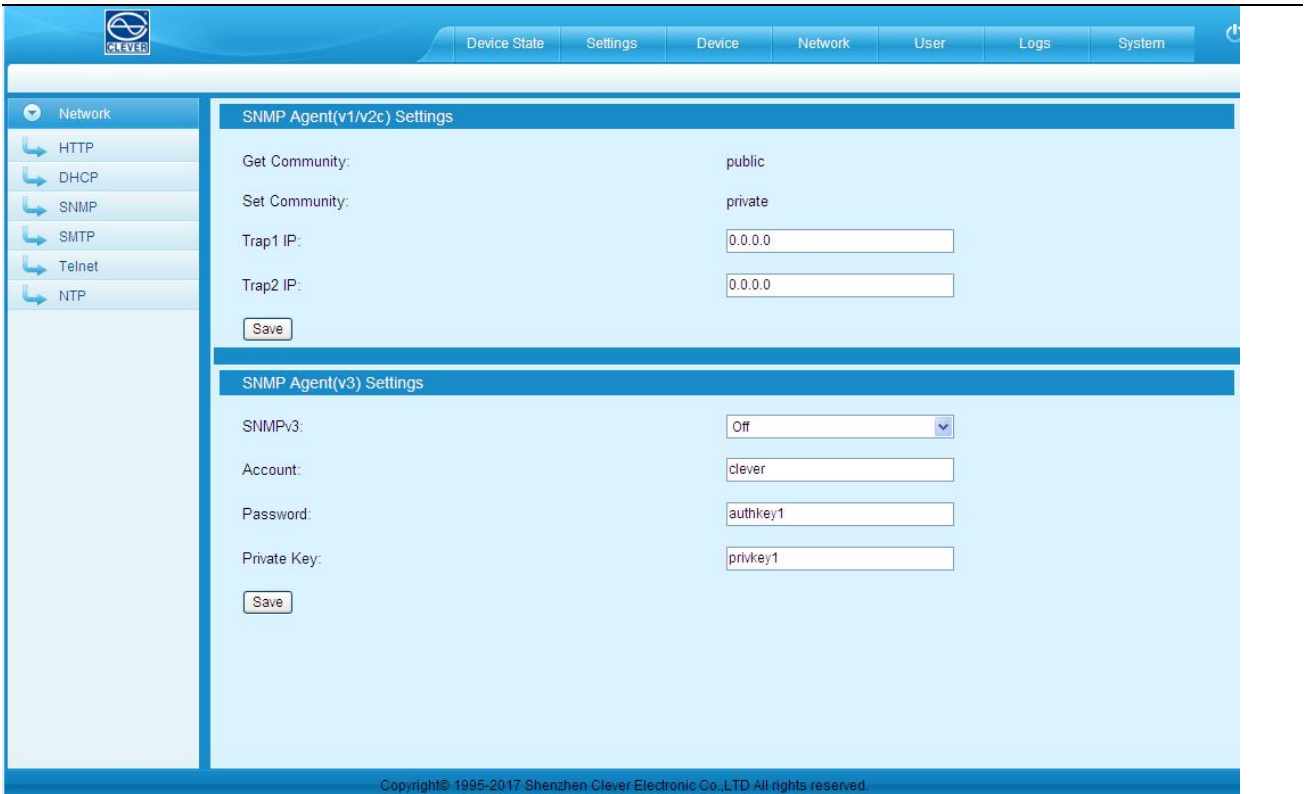 CLEVER
Device State Settings Device Network User Logs System
Network
HTTP
DHCP
SNMP
SMTP
Telnet
NTP
SNMP Agent(v1/v2c) Settings
Get Community: public
Set Community: private
Trap1 IP: 0.0.0.0
Trap2 IP: 0.0.0.0
Save
SNMP Agent(v3) Settings
SNMPv3: Off
Account: clever
Password: authkey1
Private Key: privkey1
Save
Copyright© 1995-2017 Shenzhen Clever Electronic Co.,LTD All rights reserved.